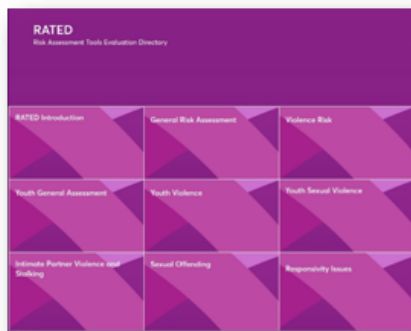 RATED
Risk Assessment Tools Evaluation Directory
RATED Introduction
General Risk Assessment
Violence Risk
Youth General Assessment
Youth Violence
Youth Sexual Violence
Intimate Partner Violence and
Stalking
Sexual Offending
Responsivity Issues